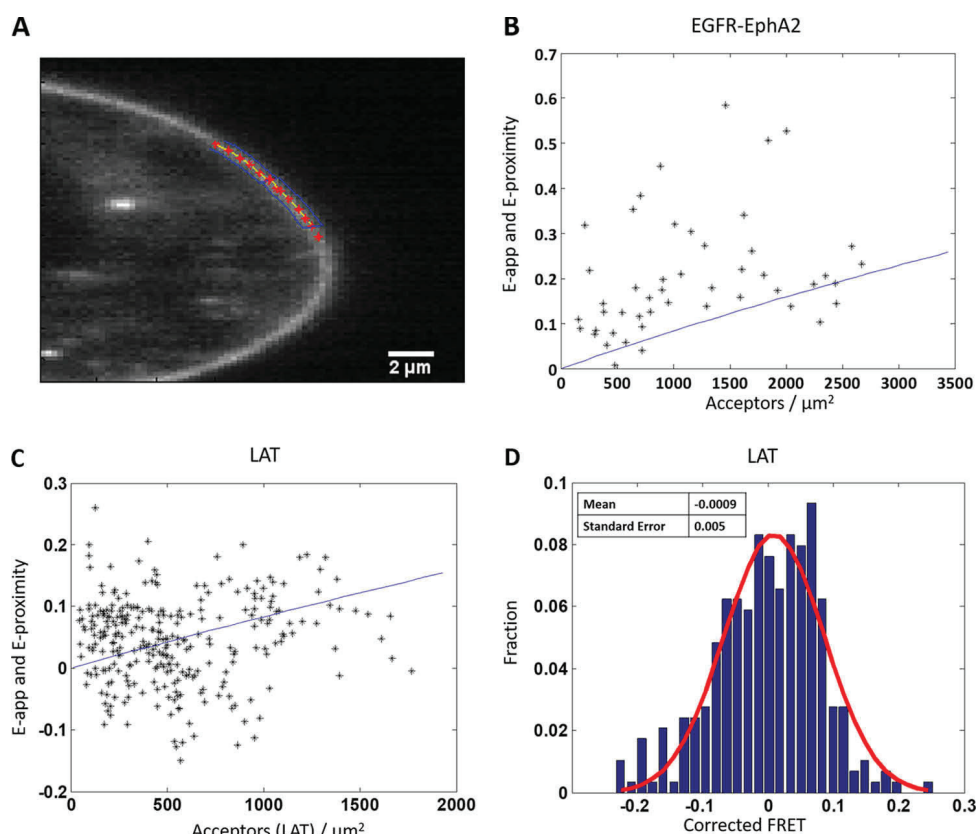 A
2 μm
B
EGFR-EphA2
E-app and E-proximity
0.7
0.6
0.5
0.4
0.3
0.2
0.1
0
0
500
1000
1500
2000
2500
3000
3500
Acceptors / μm²
C
LAT
E-app and E-proximity
0.3
0.2
0.1
0
-0.1
-0.2
0
500
1000
1500
2000
Acceptors (LAT) / μm²
D
LAT
Mean -0.0009
Standard Error 0.005
Fraction
0.1
0.08
0.06
0.04
0.02
0
-0.2
-0.1
0
0.1
0.2
0.3
Corrected FRET